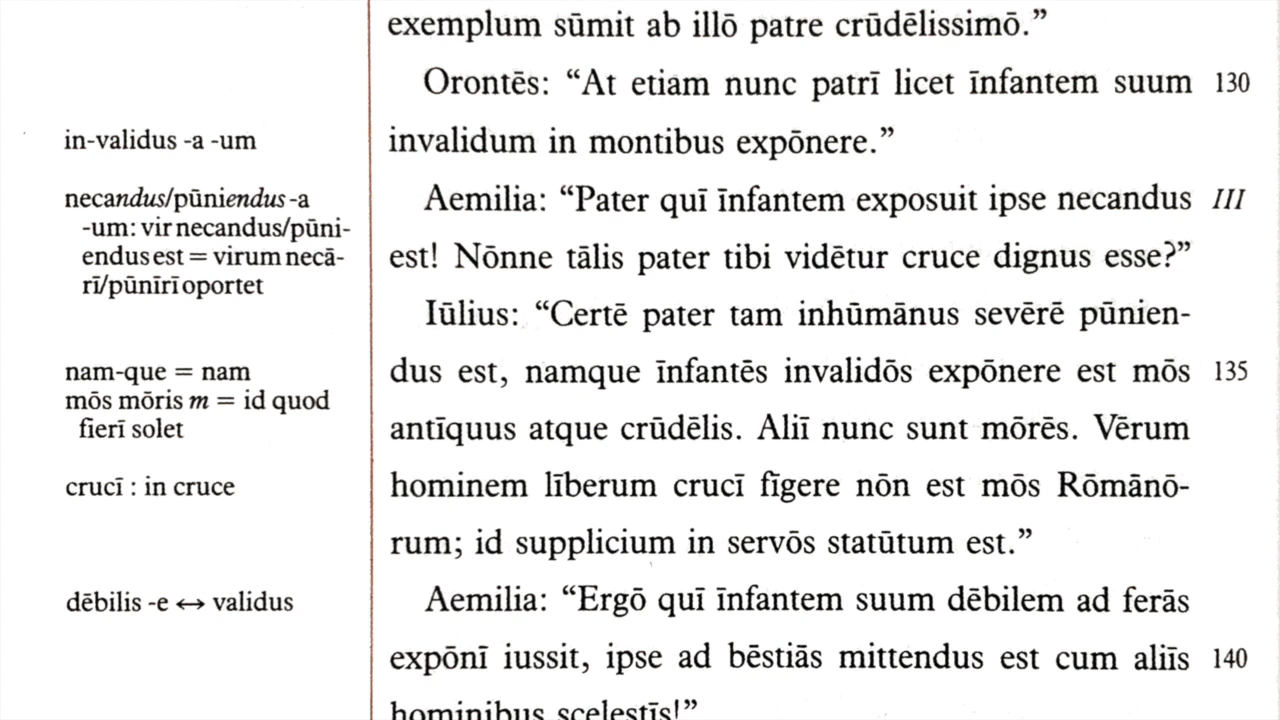 exemplum sūmit ab illō patre crūdēlissimō.”
Orontēs: “At etiam nunc patrī licet īnfantem suum 130
in-validus -a -um
invalidum in montibus expōnere.”
necandus/pūniendus -a
-um: vir necandus/pūni-
endus est = virum necā-
rī/pūnīrī oportet
Aemilia: “Pater quī īnfantem exposuit ipse necandus III
est! Nōnne tālis pater tibi vidētur cruce dignus esse?”
Iūlius: “Certē pater tam inhūmānus sevērē pūnien-
nam-que = nam
dus est, namque īnfantēs invalidōs expōnere est mōs 135
mōs mōris m = id quod
fierī solet
antīquus atque crūdēlis. Aliī nunc sunt mōrēs. Vērum
crucī : in cruce
hominem līberum crucī fīgere nōn est mōs Rōmānō-
rum; id supplicium in servōs statūtum est.”
dēbilis -e ↔ validus
Aemilia: “Ergō quī īnfantem suum dēbilem ad ferās
expōnī iussit, ipse ad bēstiās mittendus est cum aliīs 140
hominibus scelestīs!”